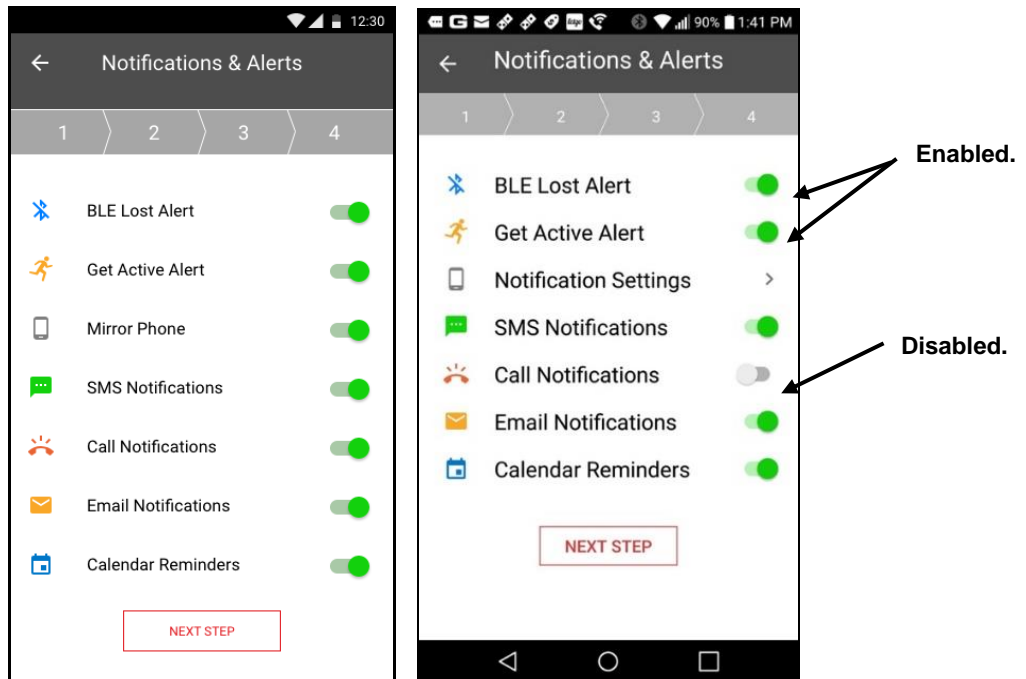 12:30
Notifications & Alerts
1 2 3 4
BLE Lost Alert
Get Active Alert
Mirror Phone
SMS Notifications
Call Notifications
Email Notifications
Calendar Reminders
NEXT STEP
90% 1:41 PM
Notifications & Alerts
1 2 3 4
BLE Lost Alert
Get Active Alert
Notification Settings
SMS Notifications
Call Notifications
Email Notifications
Calendar Reminders
NEXT STEP
Enabled.
Disabled.